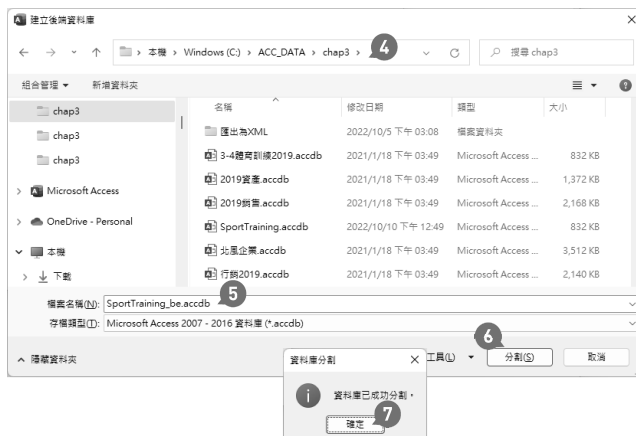 建立後端資料庫
本機 › Windows (C:) › ACC_DATA › chap3 › 4 搜尋 chap3
組合管理 新增資料夾
名稱 修改日期 類型 大小
chap3
chap3
chap3
Microsoft Access
OneDrive - Personal
本機
下載
匯出為XML 2022/10/5 下午 03:08 檔案資料夾
3-4體育訓練2019.accdb 2021/1/18 下午 03:49 Microsoft Access ... 832 KB
2019資產.accdb 2021/1/18 下午 03:49 Microsoft Access ... 1,372 KB
2019銷售.accdb 2021/1/18 下午 03:49 Microsoft Access ... 2,168 KB
SportTraining.accdb 2022/10/10 下午 12:49 Microsoft Access ... 832 KB
北風企業.accdb 2021/1/18 下午 03:49 Microsoft Access ... 3,512 KB
行銷2019.accdb 2021/1/18 下午 03:49 Microsoft Access ... 2,140 KB
檔案名稱(N): SportTraining_be.accdb 5
存檔類型(T): Microsoft Access 2007 - 2016 資料庫 (*.accdb)
隱藏資料夾 工具(L) 6 分割(S) 取消
資料庫分割
資料庫已成功分割。
確定 7